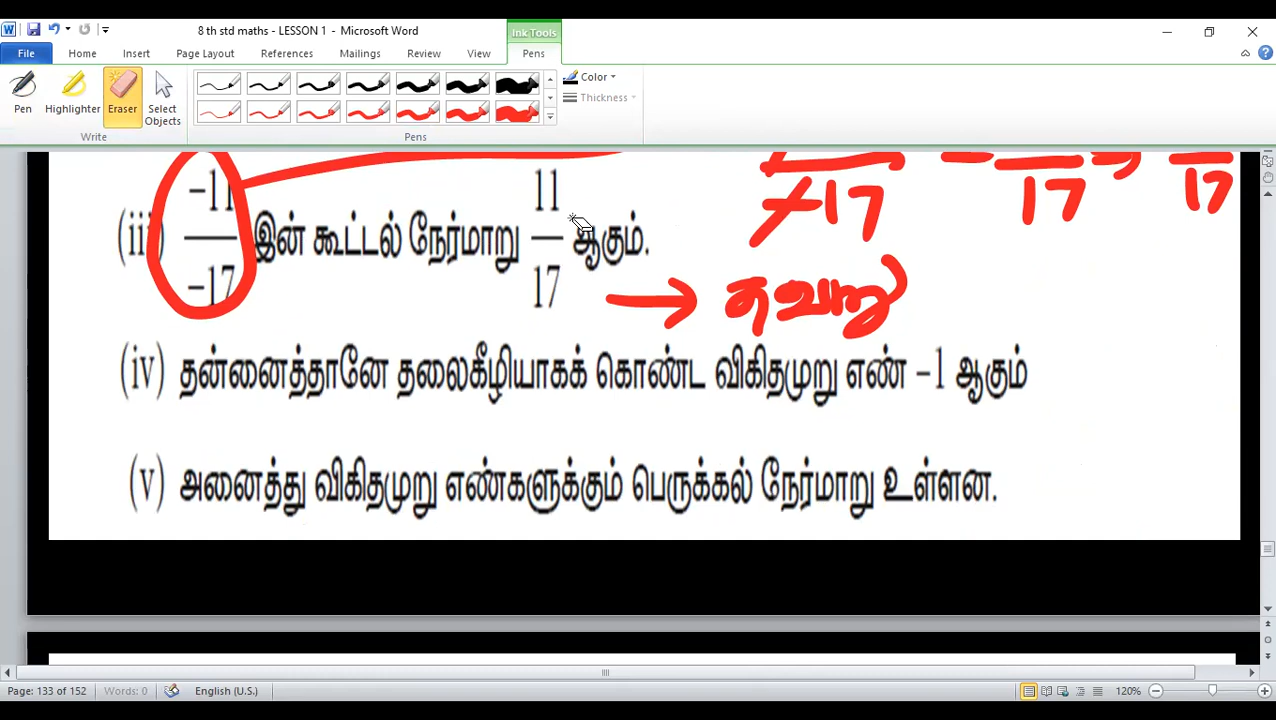 8 th std maths - LESSON 1 - Microsoft Word
Ink Tools
File Home Insert Page Layout References Mailings Review View Pens
Pen Highlighter Eraser Select Objects
Color
Thickness
Write
Pens
-17 = 17 = 17
(iii) –11/–17 இன் கூட்டல் நேர்மாறு 11/17 ஆகும்.
→ தவறு
(iv) தன்னைத்தானே தலைகீழியாகக் கொண்ட விகிதமுறு எண் –1 ஆகும்
(v) அனைத்து விகிதமுறு எண்களுக்கும் பெருக்கல் நேர்மாறு உள்ளன.
Page: 133 of 152 Words: 0 English (U.S.) 120%